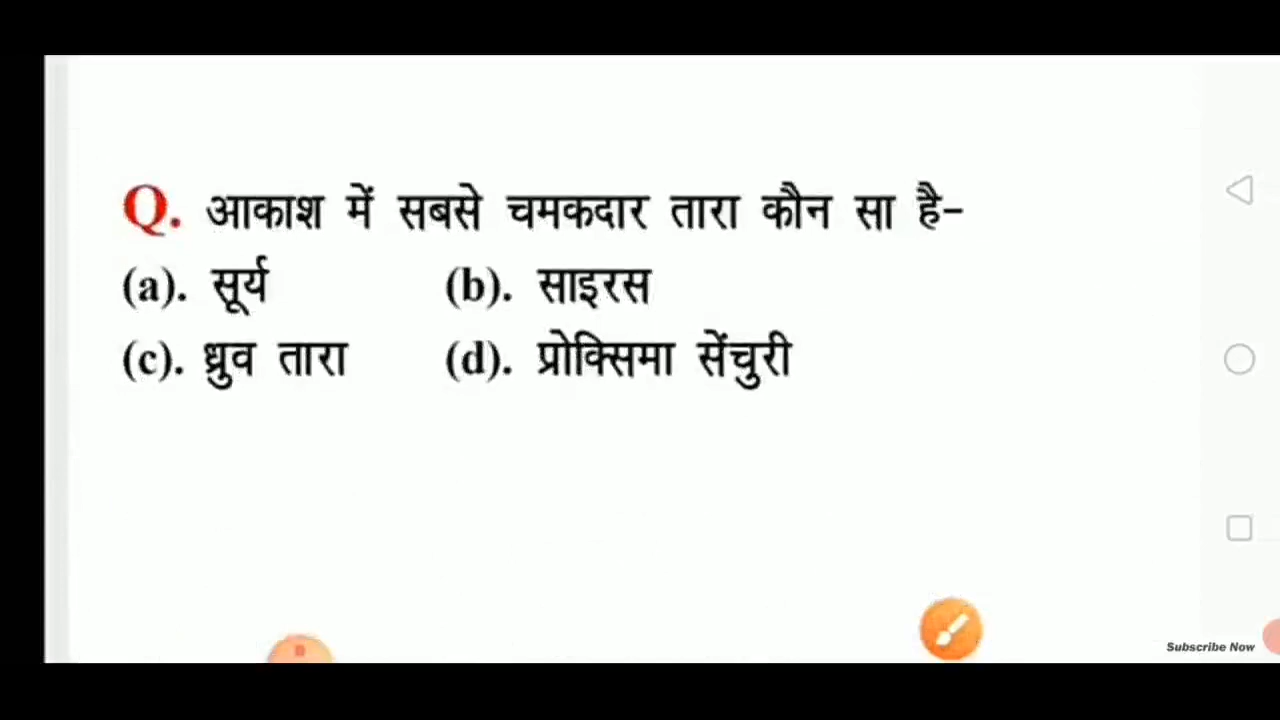 Q. आकाश में सबसे चमकदार तारा कौन सा है-
(a). सूर्य (b). साइरस
(c). ध्रुव तारा (d). प्रोक्सिमा सेंचुरी
Subscribe Now